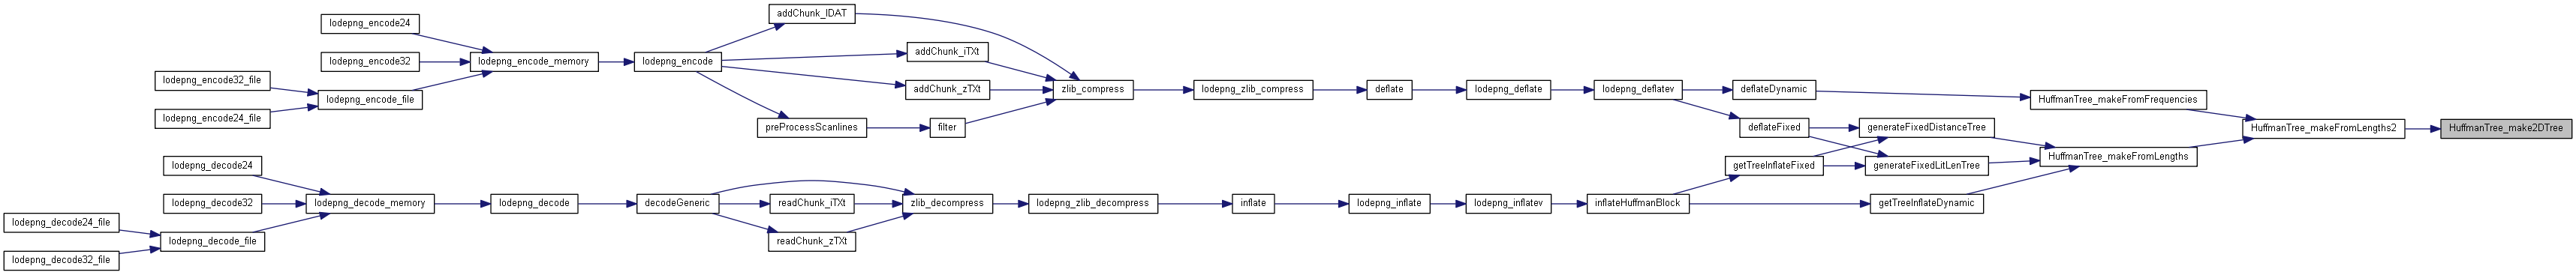 lodepng_encode24
lodepng_encode32
lodepng_encode32_file
lodepng_encode24_file
lodepng_encode_file
lodepng_encode_memory
lodepng_encode
addChunk_IDAT
addChunk_iTXt
addChunk_zTXt
preProcessScanlines
filter
zlib_compress
lodepng_zlib_compress
deflate
lodepng_deflate
lodepng_deflatev
deflateDynamic
deflateFixed
HuffmanTree_makeFromFrequencies
generateFixedDistanceTree
generateFixedLitLenTree
getTreeInflateFixed
HuffmanTree_makeFromLengths
HuffmanTree_makeFromLengths2
HuffmanTree_make2DTree
lodepng_decode24
lodepng_decode32
lodepng_decode24_file
lodepng_decode32_file
lodepng_decode_file
lodepng_decode_memory
lodepng_decode
decodeGeneric
readChunk_iTXt
readChunk_zTXt
zlib_decompress
lodepng_zlib_decompress
inflate
lodepng_inflate
lodepng_inflatev
inflateHuffmanBlock
getTreeInflateDynamic